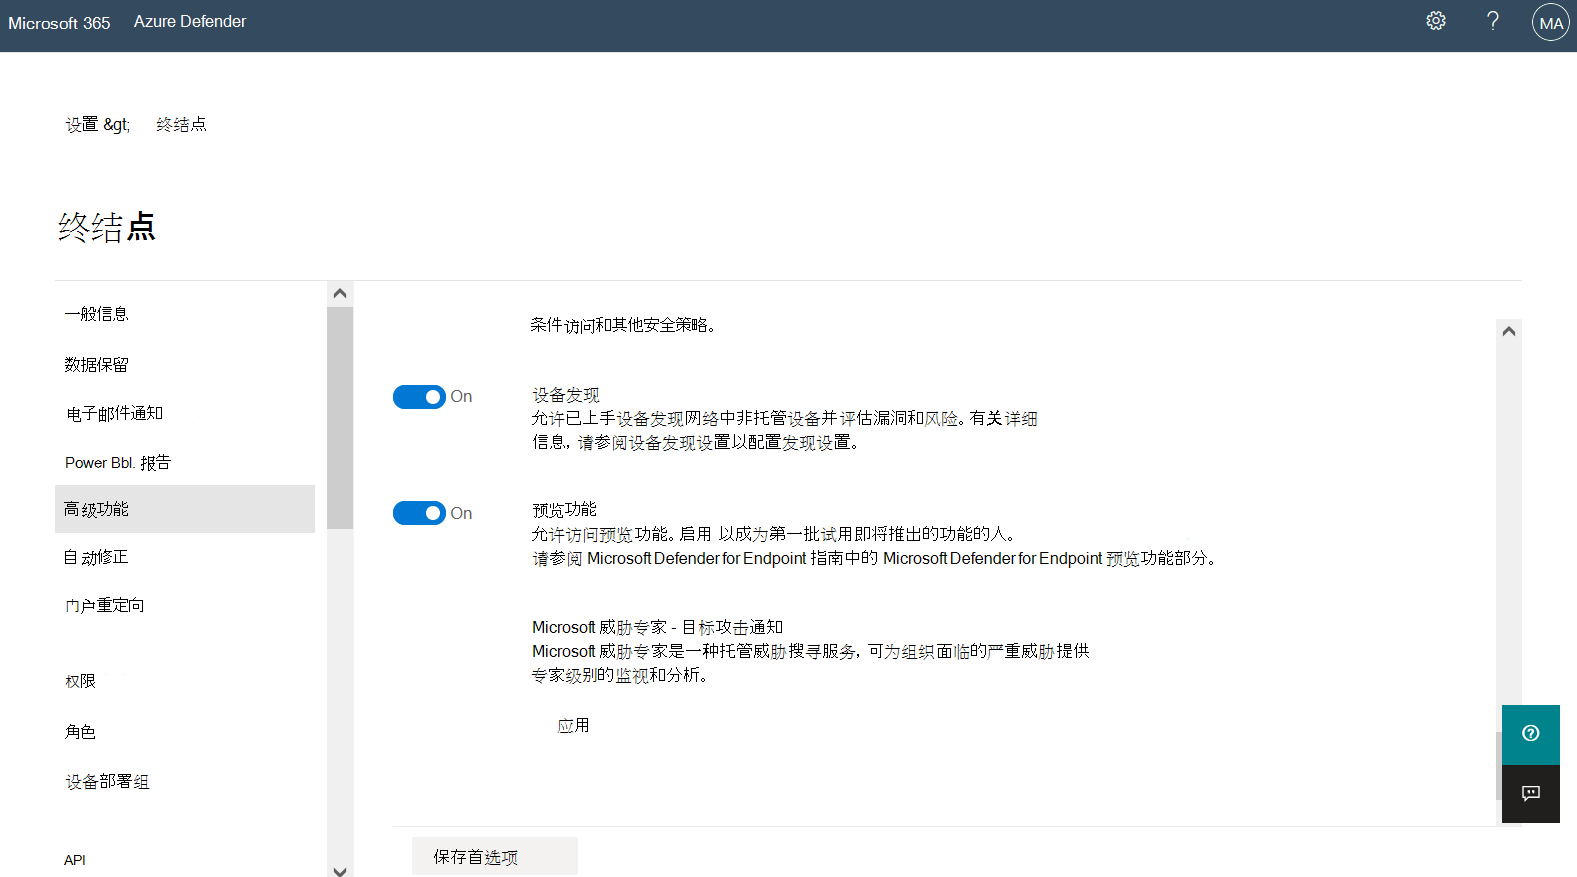 Microsoft 365 Azure Defender
MA
设置 &gt; 终结点
终结点
一般信息
数据保留
电子邮件通知
Power Bbl. 报告
高级功能
自动修正
门户重定向
权限
角色
设备部署组
API
条件访问和其他安全策略。
On
设备发现
允许已上手设备发现网络中非托管设备并评估漏洞和风险。有关详细
信息, 请参阅设备发现设置以配置发现设置。
On
预览功能
允许访问预览功能。启用 以成为第一批试用即将推出的功能的人。
请参阅 Microsoft Defender for Endpoint 指南中的 Microsoft Defender for Endpoint 预览功能部分。
Microsoft 威胁专家 - 目标攻击通知
Microsoft 威胁专家是一种托管威胁搜寻服务, 可为组织面临的严重威胁提供
专家级别的监视和分析。
应用
保存首选项